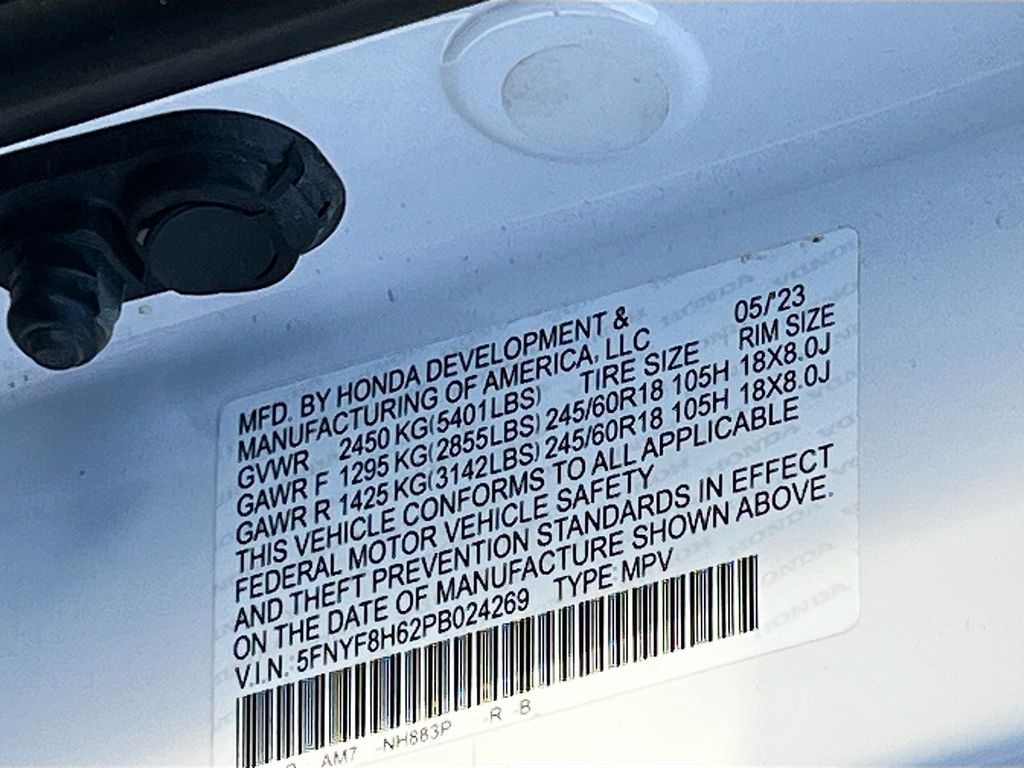 MFD. BY HONDA DEVELOPMENT &
MANUFACTURING OF AMERICA, LLC 05/'23
GVWR 2450 KG(5401LBS) TIRE SIZE RIM SIZE
GAWR F 1295 KG(2855LBS) 245/60R18 105H 18X8.0J
GAWR R 1425 KG(3142LBS) 245/60R18 105H 18X8.0J
THIS VEHICLE CONFORMS TO ALL APPLICABLE
FEDERAL MOTOR VEHICLE SAFETY
AND THEFT PREVENTION STANDARDS IN EFFECT
ON THE DATE OF MANUFACTURE SHOWN ABOVE.
V.I.N.:5FNYF8H62PB024269 TYPE:MPV
AM7 -NH883P -R -B